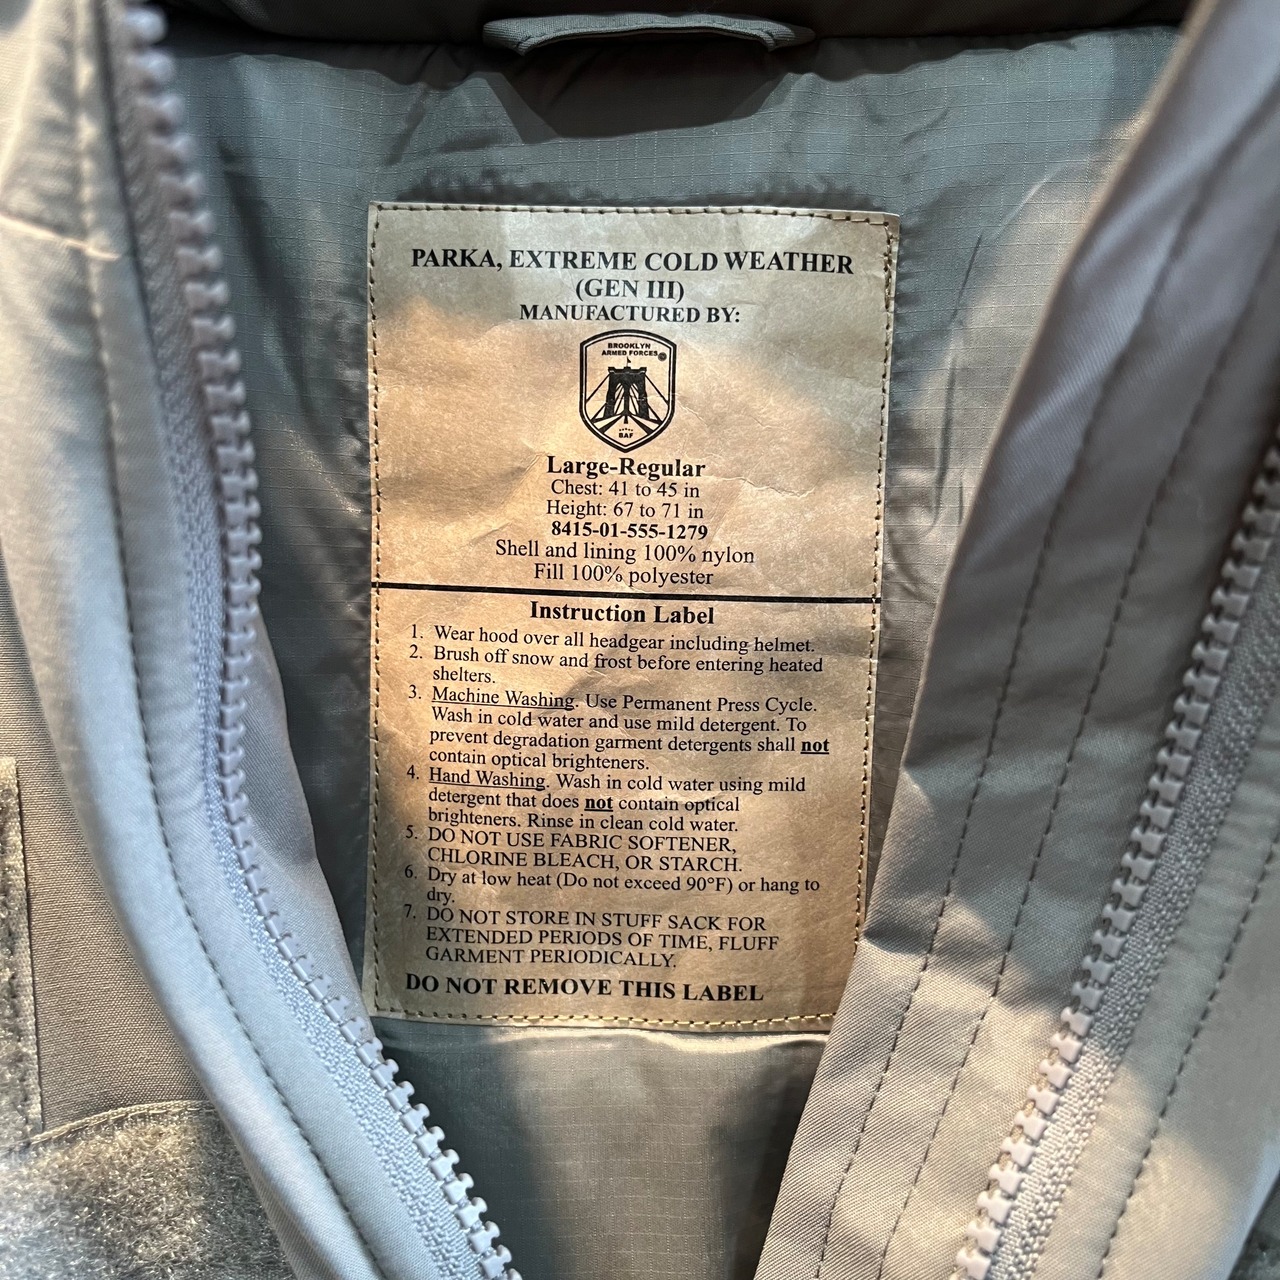 PARKA, EXTREME COLD WEATHER
(GEN III)
MANUFACTURED BY:
BROOKLYN
ARMED FORCES
BAF
Large-Regular
Chest: 41 to 45 in
Height: 67 to 71 in
8415-01-555-1279
Shell and lining 100% nylon
Fill 100% polyester
Instruction Label
1. Wear hood over all headgear including helmet.
2. Brush off snow and frost before entering heated
shelters.
3. Machine Washing. Use Permanent Press Cycle.
Wash in cold water and use mild detergent. To
prevent degradation garment detergents shall not
contain optical brighteners.
4. Hand Washing. Wash in cold water using mild
detergent that does not contain optical
brighteners. Rinse in clean cold water.
5. DO NOT USE FABRIC SOFTENER,
CHLORINE BLEACH, OR STARCH.
6. Dry at low heat (Do not exceed 90°F) or hang to
dry.
7. DO NOT STORE IN STUFF SACK FOR
EXTENDED PERIODS OF TIME, FLUFF
GARMENT PERIODICALLY.
DO NOT REMOVE THIS LABEL